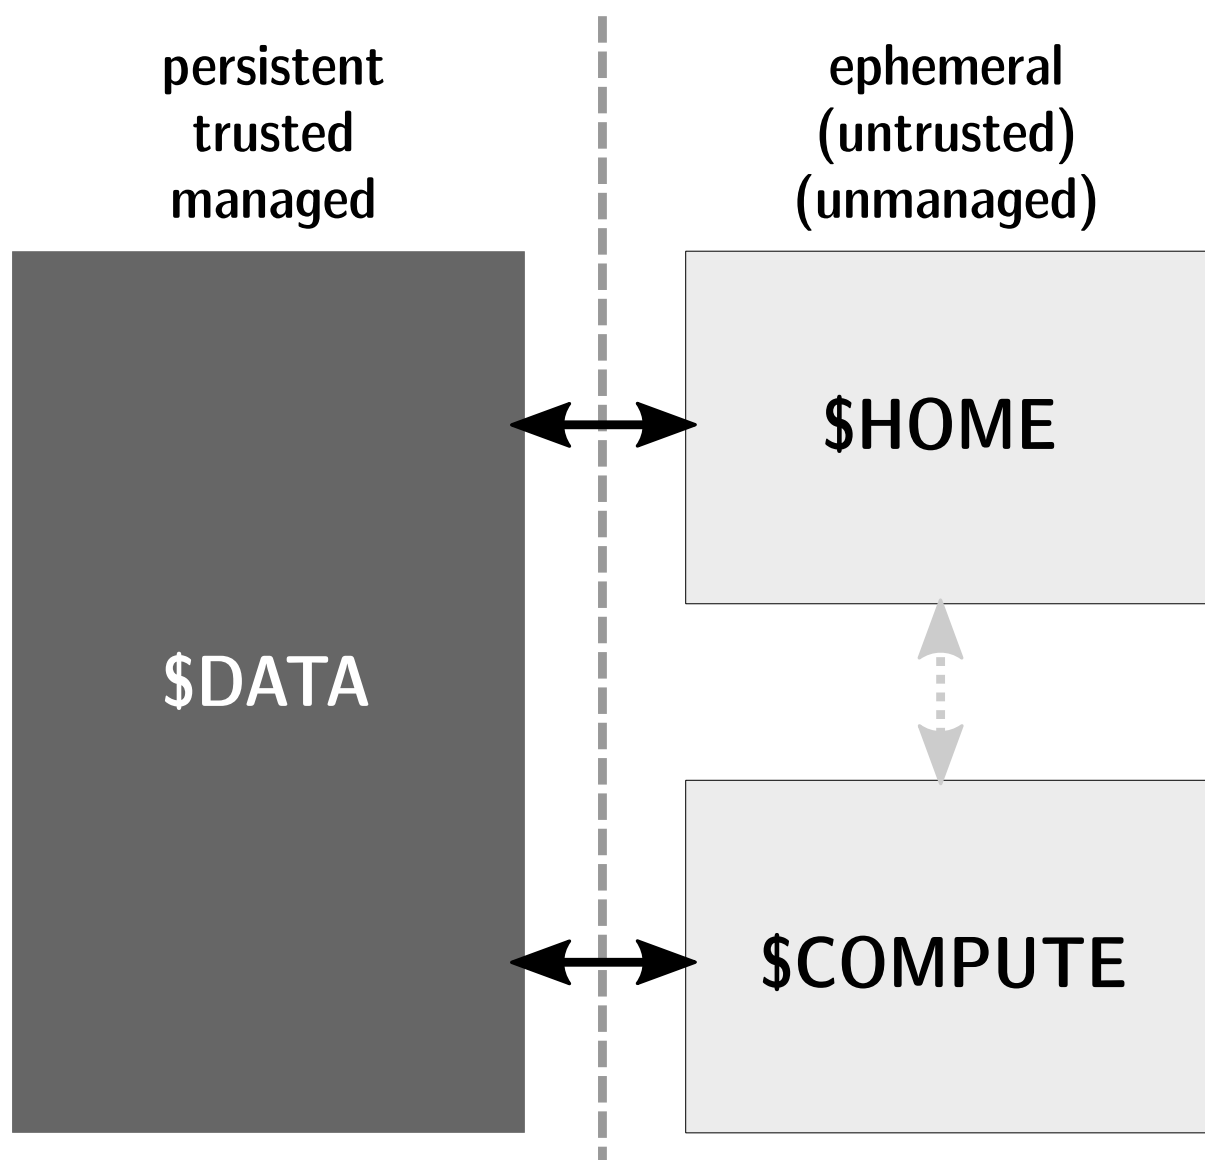 persistent
trusted
managed
ephemeral
(untrusted)
(unmanaged)
$DATA
$HOME
$COMPUTE